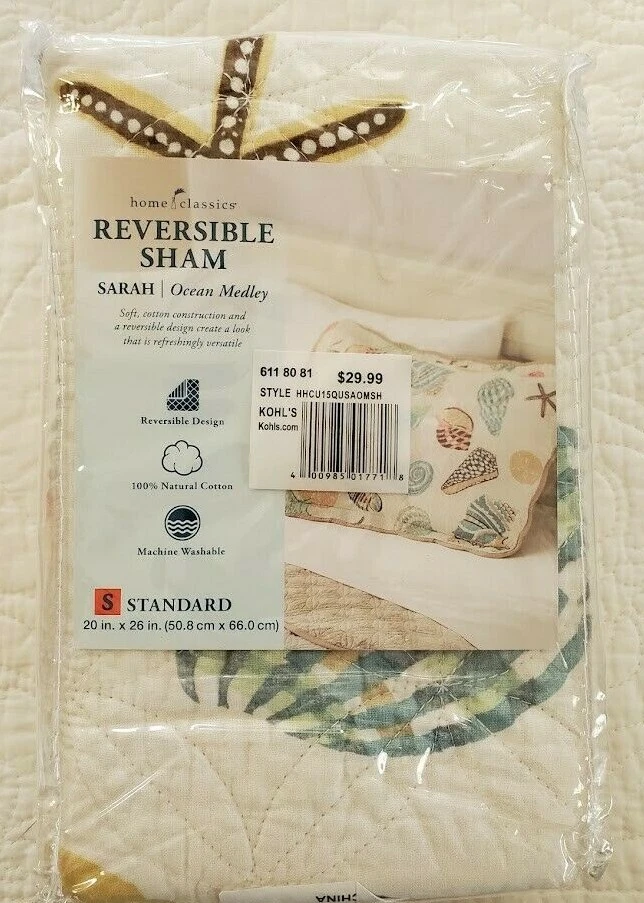 home classics®
REVERSIBLE
SHAM
SARAH | Ocean Medley
Soft, cotton construction and
a reversible design create a look
that is refreshingly versatile
Reversible Design
100% Natural Cotton
Machine Washable
S STANDARD
20 in. x 26 in. (50.8 cm x 66.0 cm)
611 80 81 $29.99
STYLE HHCU15QUSAOMSH
KOHL'S
Kohls.com
4 00985 01771 8
CHINA